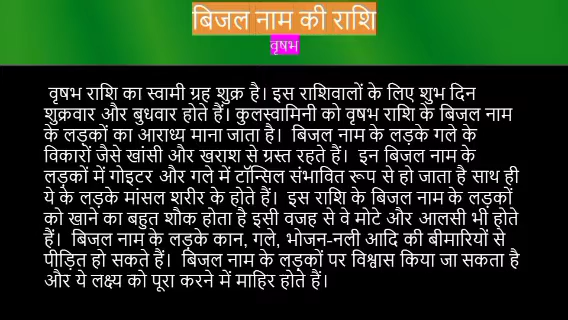 बिजल नाम की राशि
वृषभ
वृषभ राशि का स्वामी ग्रह शुक्र है। इस राशिवालों के लिए शुभ दिन
शुक्रवार और बुधवार होते हैं। कुलस्वामिनी को वृषभ राशि के बिजल नाम
के लड़कों का आराध्य माना जाता है। बिजल नाम के लड़के गले के
विकारों जैसे खांसी और खराश से ग्रस्त रहते हैं। इन बिजल नाम के
लड़कों में गोइटर और गले में टॉन्सिल संभावित रूप से हो जाता है साथ ही
ये के लड़के मांसल शरीर के होते हैं। इस राशि के बिजल नाम के लड़कों
को खाने का बहुत शौक होता है इसी वजह से वे मोटे और आलसी भी होते
हैं। बिजल नाम के लड़के कान, गले, भोजन-नली आदि की बीमारियों से
पीड़ित हो सकते हैं। बिजल नाम के लड़कों पर विश्वास किया जा सकता है
और ये लक्ष्य को पूरा करने में माहिर होते हैं।